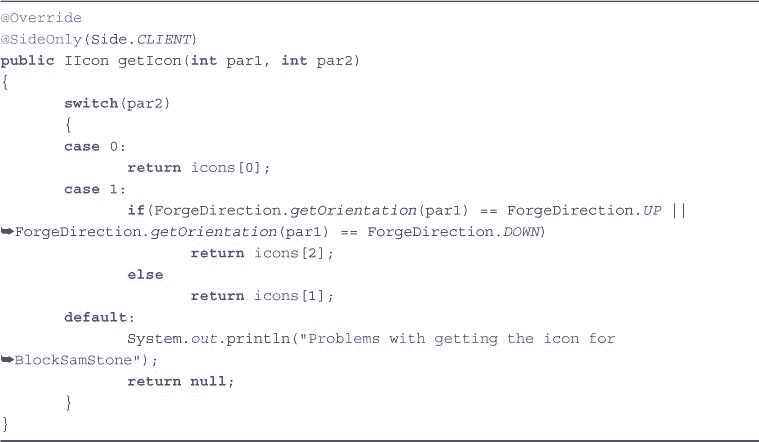 @Override
@SideOnly(Side.CLIENT)
public IIcon getIcon(int par1, int par2)
{
switch(par2)
{
case 0:
return icons[0];
case 1:
if(ForgeDirection.getOrientation(par1) == ForgeDirection.UP ||
➥ForgeDirection.getOrientation(par1) == ForgeDirection.DOWN)
return icons[2];
else
return icons[1];
default:
System.out.println("Problems with getting the icon for
➥BlockSamStone");
return null;
}
}